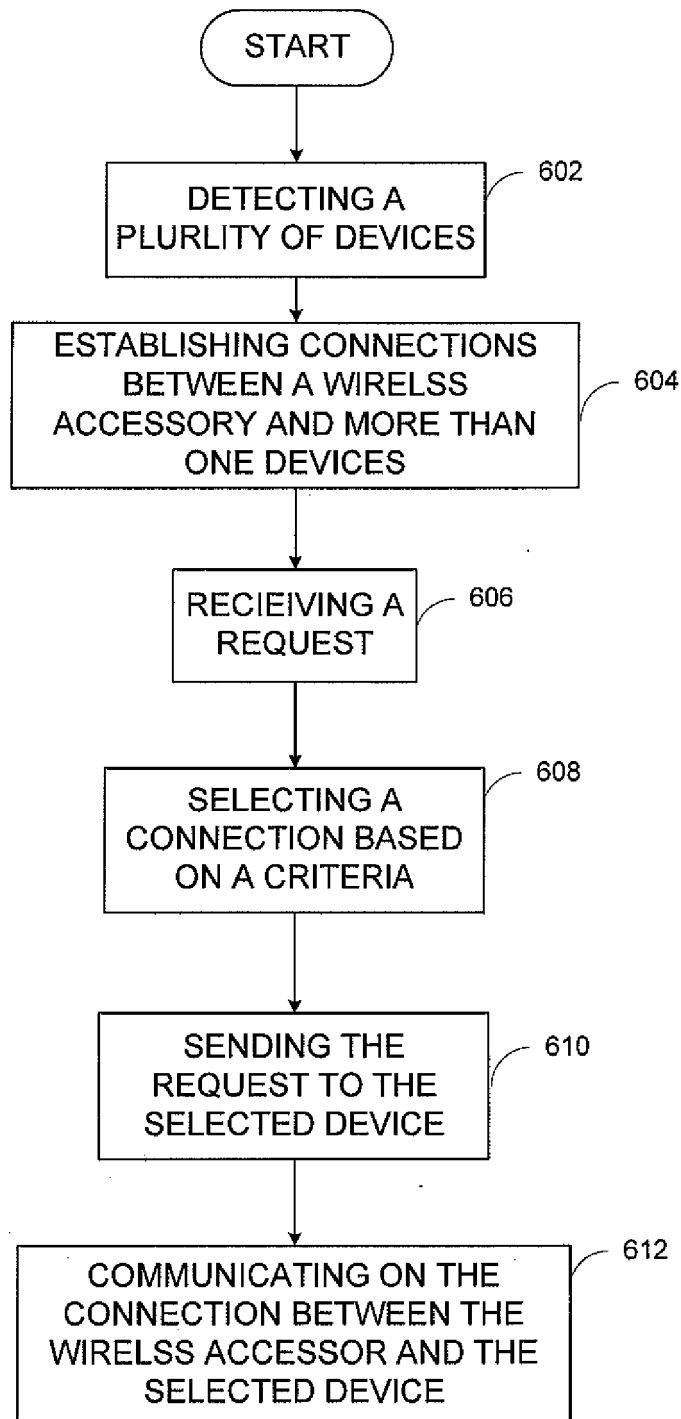 START
602
DETECTING A
PLURLITY OF DEVICES
ESTABLISHING CONNECTIONS
BETWEEN A WIRELSS
ACCESSORY AND MORE THAN
ONE DEVICES
604
RECIEIVING A
REQUEST
606
608
SELECTING A
CONNECTION BASED
ON A CRITERIA
SENDING THE
REQUEST TO THE
SELECTED DEVICE
610
612
COMMUNICATING ON THE
CONNECTION BETWEEN THE
WIRELSS ACCESSOR AND THE
SELECTED DEVICE